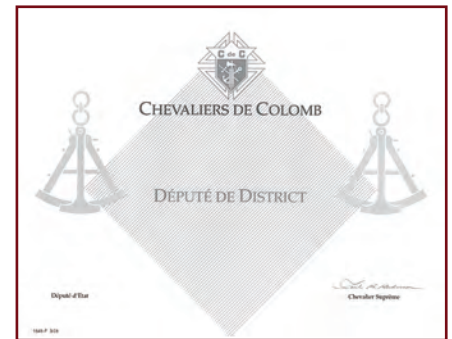 C de C
CHEVALIERS DE COLOMB
DÉPUTÉ DE DISTRICT
Député d'État
Chevalier Suprême